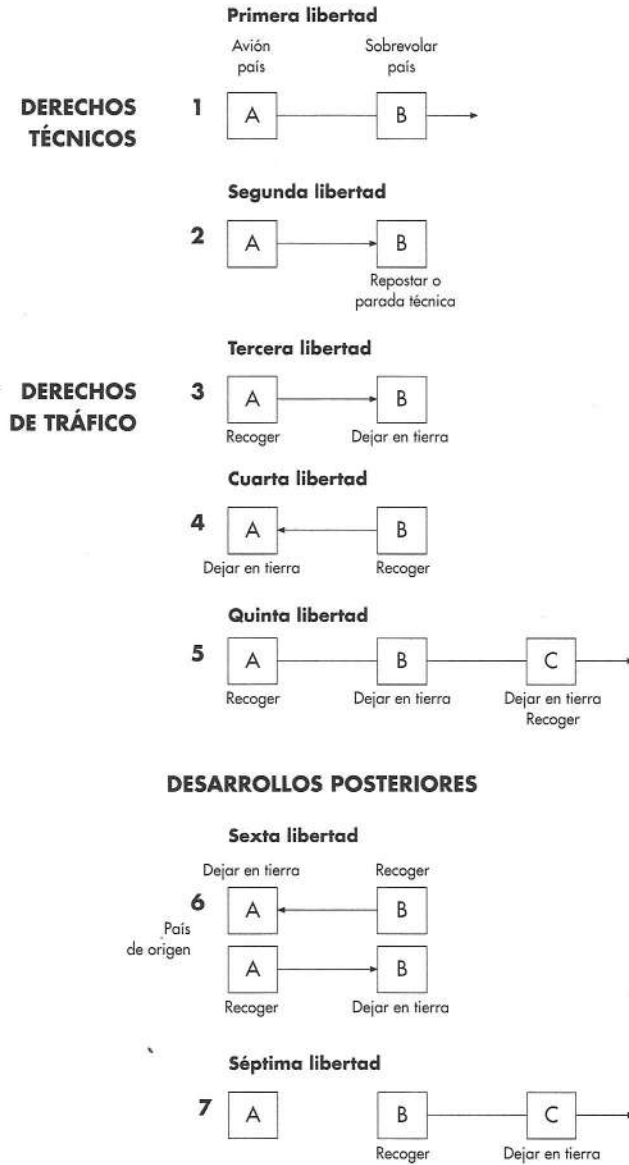 Primera libertad
Avión Sobrevolar
país país
DERECHOS 1 A B
TÉCNICOS
Segunda libertad
2 A B
Repostar o
parada técnica
Tercera libertad
DERECHOS 3 A B
DE TRÁFICO Recoger Dejar en tierra
Cuarta libertad
4 A B
Dejar en tierra Recoger
Quinta libertad
5 A B C
Recoger Dejar en tierra Dejar en tierra
Recoger
DESARROLLOS POSTERIORES
Sexta libertad
Dejar en tierra Recoger
6 A B
País
de origen
A B
Recoger Dejar en tierra
Séptima libertad
7 A B C
Recoger Dejar en tierra